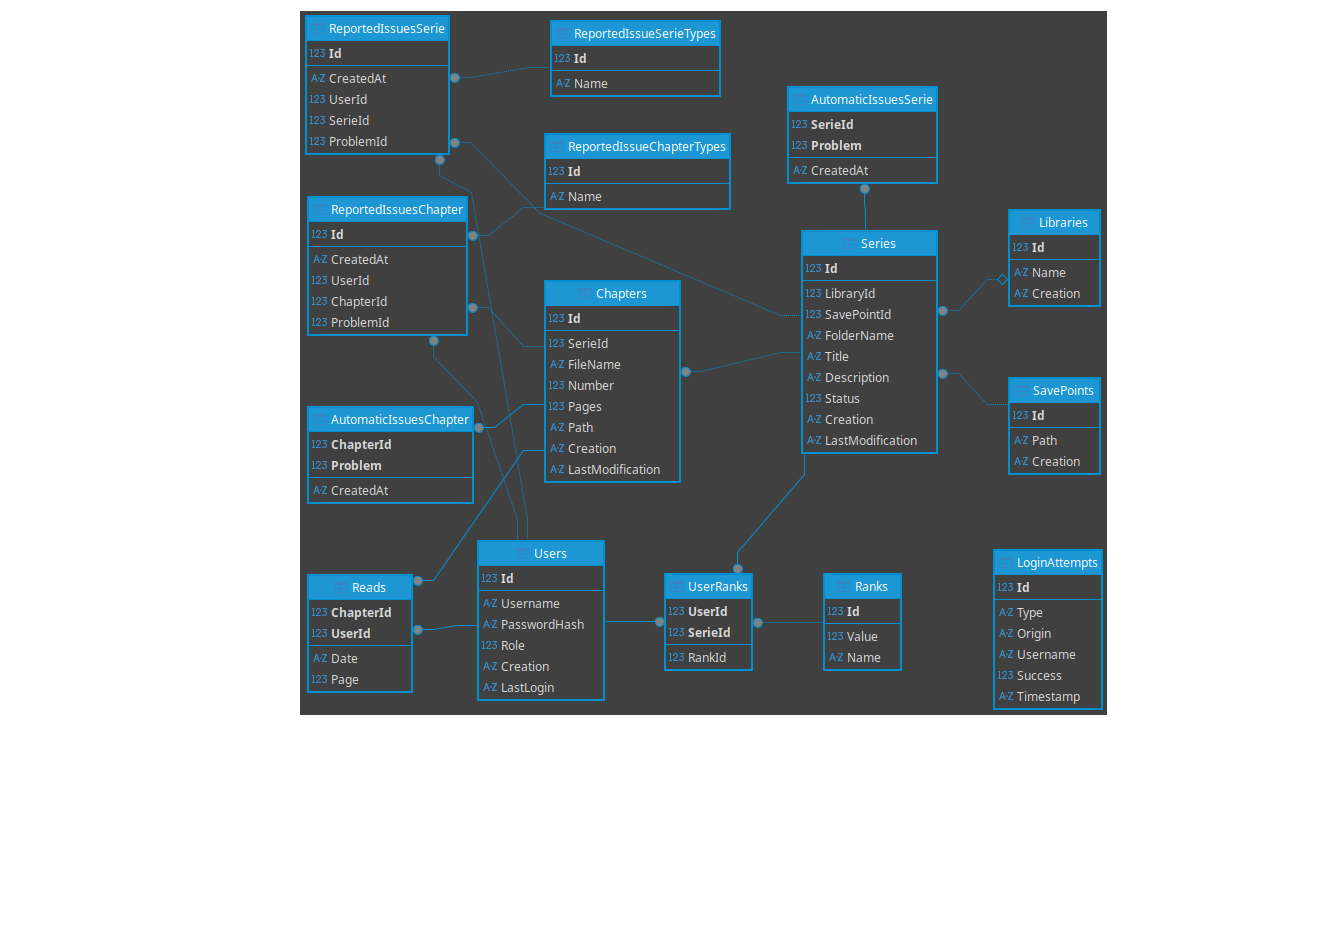 ReportedIssuesSerie
123 Id
A-Z CreatedAt
123 UserId
123 SerieId
123 ProblemId
ReportedIssueSerieTypes
123 Id
A-Z Name
ReportedIssueChapterTypes
123 Id
A-Z Name
AutomaticIssuesSerie
123 SerieId
123 Problem
A-Z CreatedAt
ReportedIssuesChapter
123 Id
A-Z CreatedAt
123 UserId
123 ChapterId
123 ProblemId
Chapters
123 Id
123 SerieId
A-Z FileName
123 Number
123 Pages
A-Z Path
A-Z Creation
A-Z LastModification
Series
123 Id
123 LibraryId
123 SavePointId
A-Z FolderName
A-Z Title
A-Z Description
123 Status
A-Z Creation
A-Z LastModification
Libraries
123 Id
A-Z Name
A-Z Creation
SavePoints
123 Id
A-Z Path
A-Z Creation
AutomaticIssuesChapter
123 ChapterId
123 Problem
A-Z CreatedAt
Reads
123 ChapterId
123 UserId
A-Z Date
123 Page
Users
123 Id
A-Z Username
A-Z PasswordHash
123 Role
A-Z Creation
A-Z LastLogin
UserRanks
123 UserId
123 SerieId
123 RankId
Ranks
123 Id
123 Value
A-Z Name
LoginAttempts
123 Id
A-Z Type
A-Z Origin
A-Z Username
123 Success
A-Z Timestamp